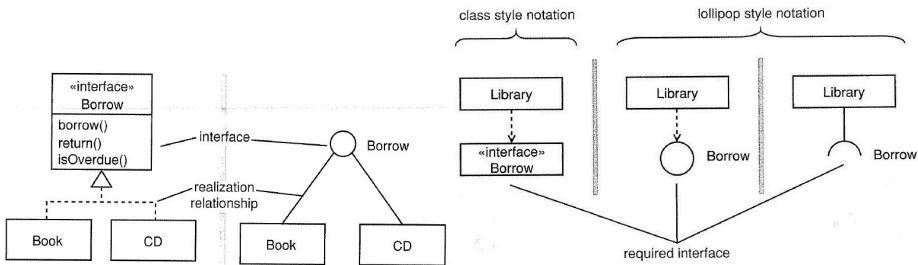 class style notation
lollipop style notation
«interface»
Borrow
borrow()
return()
isOverdue()
interface
Borrow
realization
relationship
Book
CD
Book
CD
Library
Library
Library
«interface»
Borrow
Borrow
Borrow
required interface